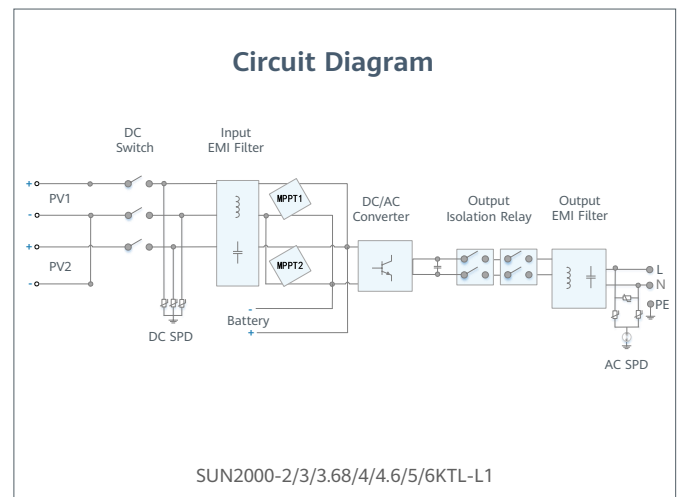 Circuit Diagram
DC
Switch
Input
EMI Filter
DC/AC
Converter
Output
Isolation Relay
Output
EMI Filter
+
PV1
-
+
PV2
-
MPPT1
MPPT2
DC SPD
-
Battery
+
L
N
PE
AC SPD
SUN2000-2/3/3.68/4/4.6/5/6KTL-L1